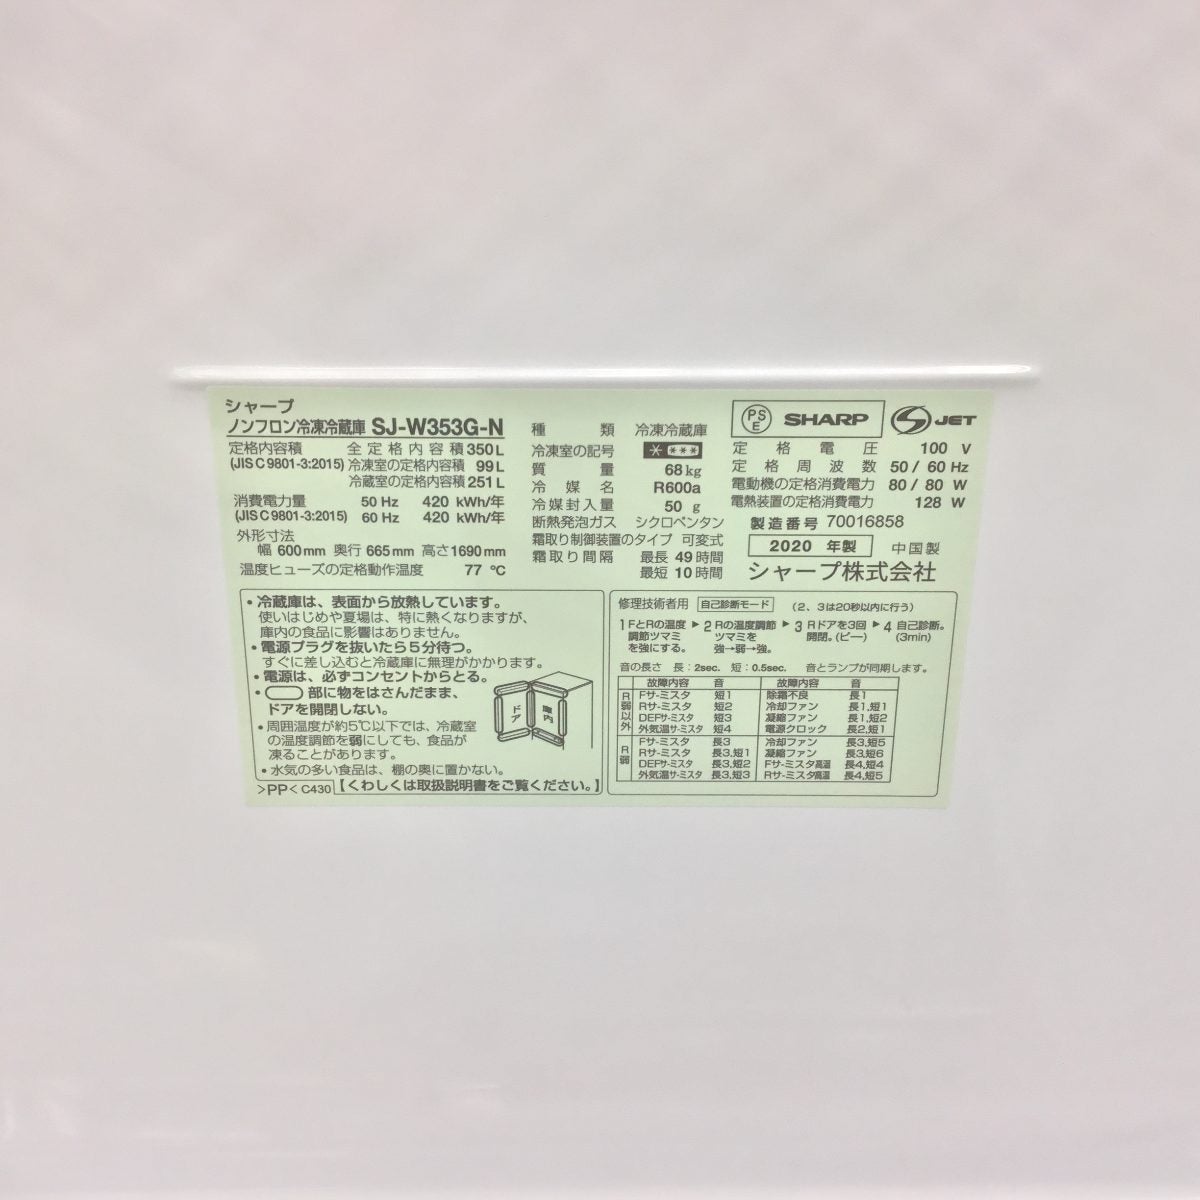 シャープ
ノンフロン冷凍冷蔵庫 SJ-W353G-N
定格内容積 全定格内容積 350L
(JIS C 9801-3:2015) 冷凍室の定格内容積 99L
冷蔵室の定格内容積 251L
消費電力量 50 Hz 420 kWh/年
(JIS C 9801-3:2015) 60 Hz 420 kWh/年
外形寸法
幅 600mm 奥行 665mm 高さ1690mm
温度ヒューズの定格動作温度 77 ℃
種類 冷凍冷蔵庫
冷凍室の記号 * ***
質量 68kg
冷媒名 R600a
冷媒封入量 50 g
断熱発泡ガス シクロペンタン
霜取り制御装置のタイプ 可変式
霜取り間隔 最長 49時間
最短 10時間
PSE SHARP JET
定格電圧 100 V
定格周波数 50 / 60 Hz
電動機の定格消費電力 80 / 80 W
電熱装置の定格消費電力 128 W
製造番号 70016858
2020 年製 中国製
シャープ株式会社
・冷蔵庫は、表面から放熱しています。
使いはじめや夏場は、特に熱くなりますが、
庫内の食品に影響はありません。
・電源プラグを抜いたら5分待つ。
すぐに差し込むと冷蔵庫に無理がかかります。
・電源は、必ずコンセントからとる。
・ 部に物をはさんだまま、
ドアを開閉しない。
・周囲温度が約5℃以下では、冷蔵室
の温度調節を弱にしても、食品が
凍ることがあります。
・水気の多い食品は、棚の奥に置かない。
ドア 庫内
>PP< C430 【くわしくは取扱説明書をご覧ください。】
修理技術者用 自己診断モード (2、3は20秒以内に行う)
1 FとRの温度調節ツマミを強にする。 ▶ 2 Rの温度調節ツマミを強→弱→強。 ▶ 3 Rドアを3回開閉。(ピー) ▶ 4 自己診断。(3min)
音の長さ 長：2sec. 短：0.5sec. 音とランプが同期します。
故障内容 音 故障内容 音
R弱以外 Fサーミスタ 短1 除霜不良 長1
Rサーミスタ 短2 冷却ファン 長1,短1
DEFサーミスタ 短3 凝縮ファン 長1,短2
外気温サーミスタ 短4 電源クロック 長2,短1
R弱 Fサーミスタ 長3 冷却ファン 長3,短5
Rサーミスタ 長3,短1 凝縮ファン 長3,短6
DEFサーミスタ 長3,短2 Fサーミスタ高温 長4,短4
外気温サーミスタ 長3,短3 Rサーミスタ高温 長4,短5